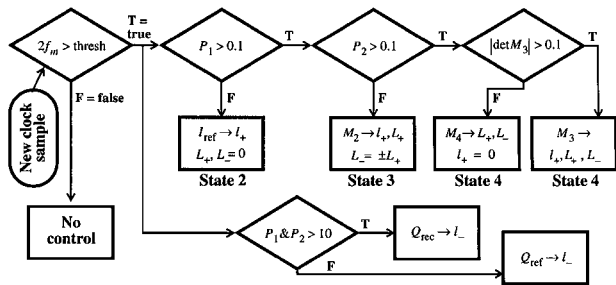 T =
true
2f_m > thresh
P_1 > 0.1
T
P_2 > 0.1
T
|det M_3| > 0.1
T
F = false
F
F
F
New clock
sample
l_ref → l_+
L_+, L_- = 0
State 2
M_2 → l_+, L_+
L_- = ±L_+
State 3
M_4 → L_+, L_-
l_+ = 0
State 4
M_3 →
l_+, L_+, L_-
State 4
No
control
P_1 & P_2 > 10
T
F
Q_rec → l_-
Q_ref → l_-